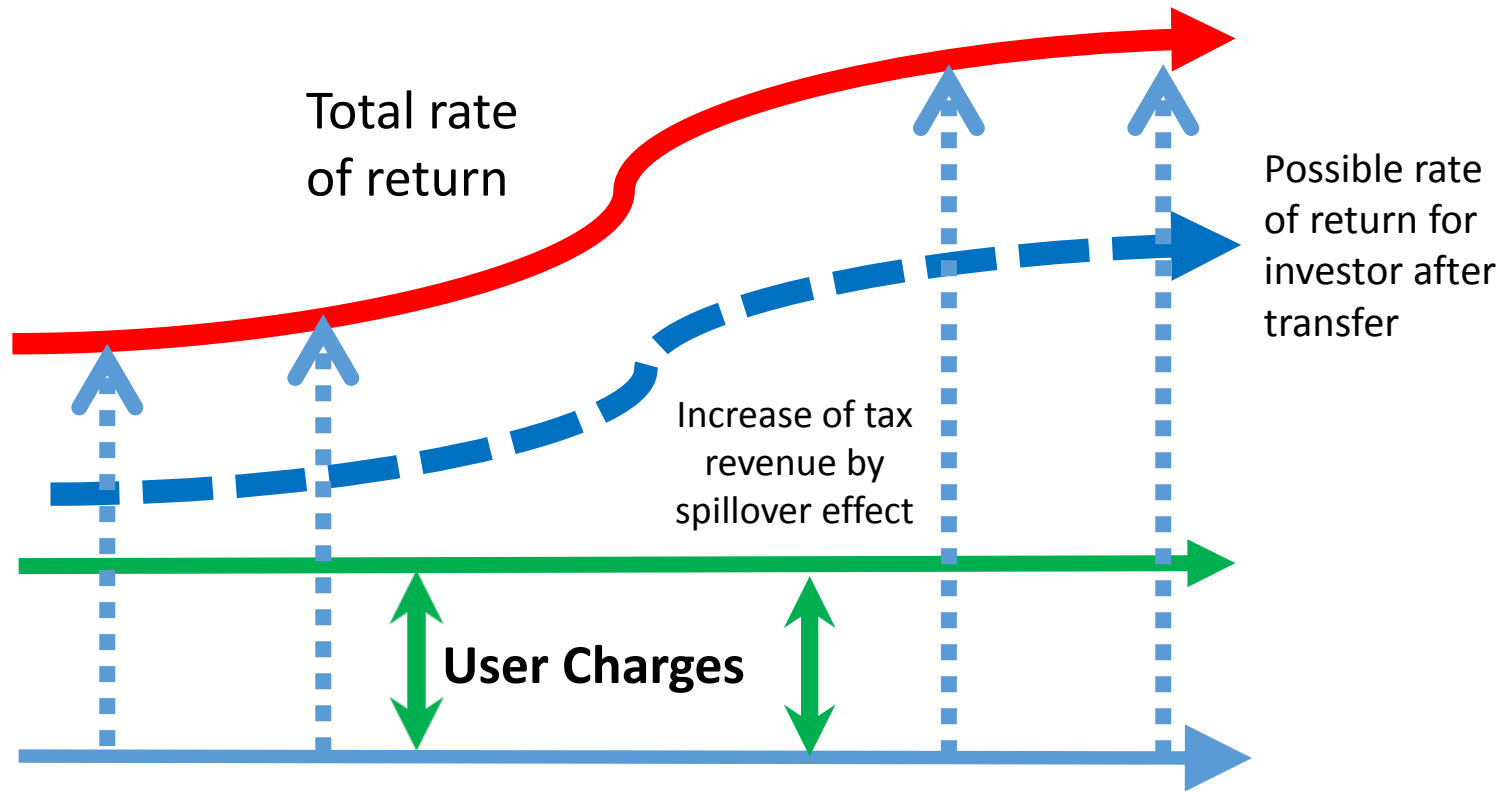 Total rate
of return
Possible rate
of return for
investor after
transfer
Increase of tax
revenue by
spillover effect
User Charges